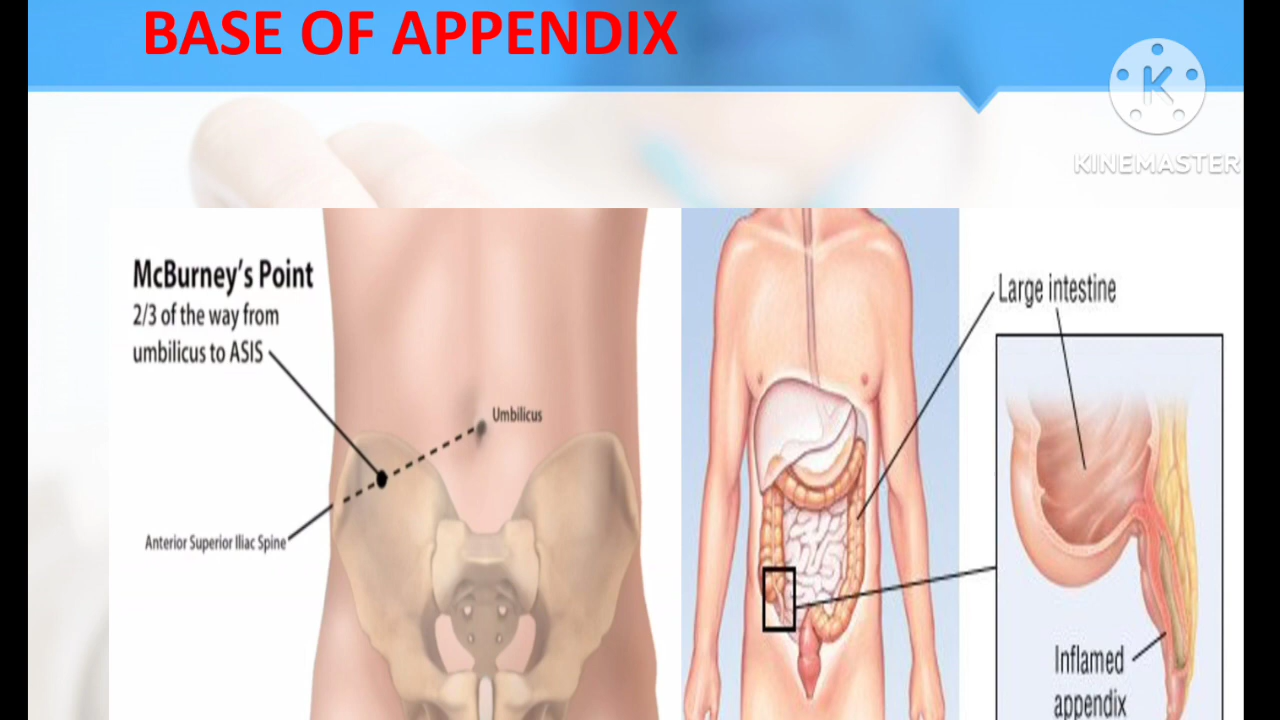 BASE OF APPENDIX
K
KINEMASTER
McBurney's Point
2/3 of the way from
umbilicus to ASIS
Umbilicus
Anterior Superior Iliac Spine
Large intestine
Inflamed
appendix